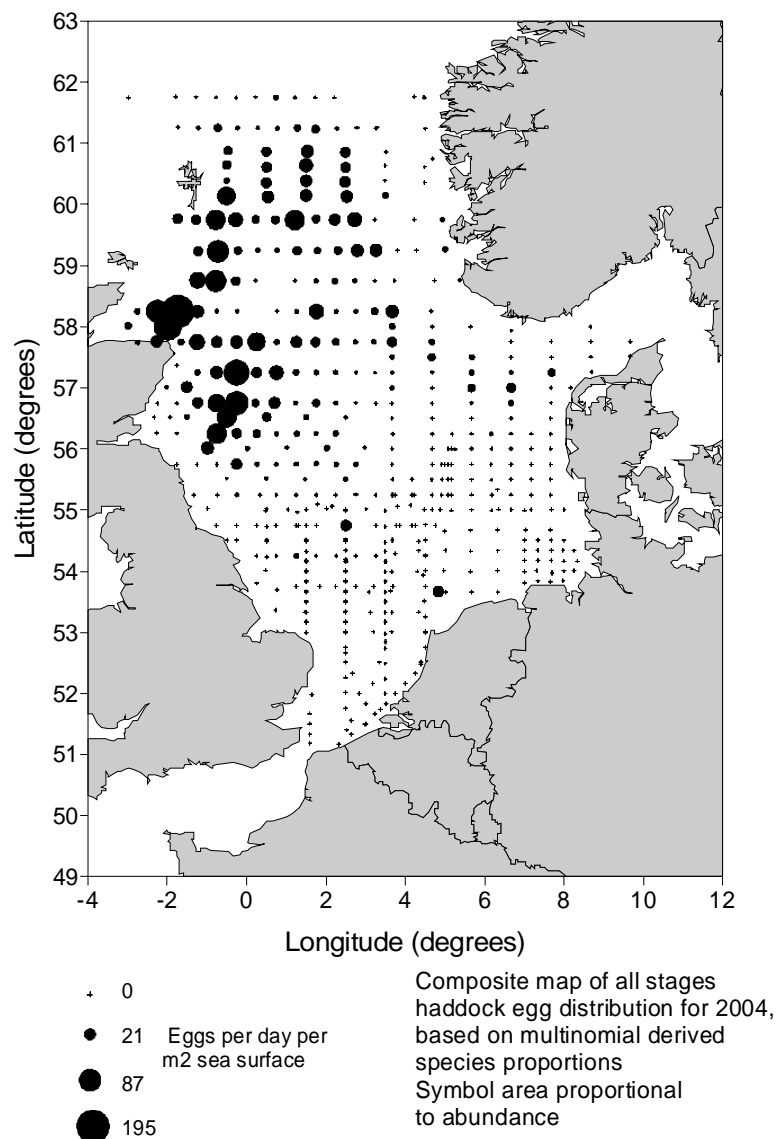 63
62
61
60
59
58
57
56
55
54
53
52
51
50
49
Latitude (degrees)
-4 -2 0 2 4 6 8 10 12
Longitude (degrees)
0
21 Eggs per day per
m2 sea surface
87
195
Composite map of all stages
haddock egg distribution for 2004,
based on multinomial derived
species proportions
Symbol area proportional
to abundance